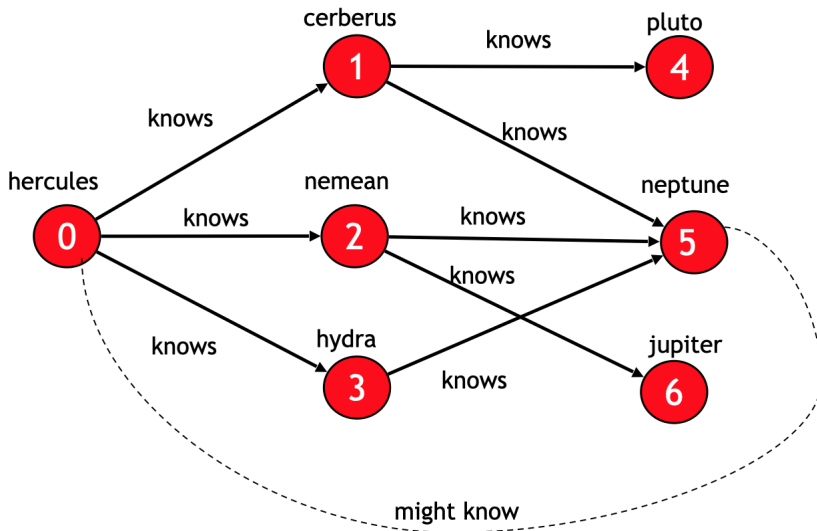 cerberus
pluto
1
knows
4
knows
knows
hercules
nemean
neptune
0
knows
2
knows
5
knows
knows
hydra
jupiter
3
knows
6
might know